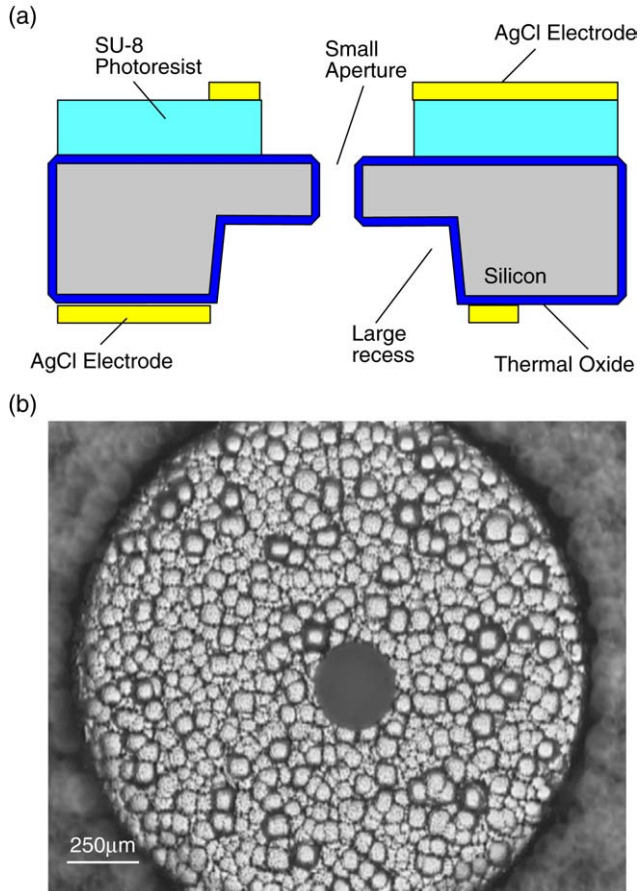 (a)
SU-8
Photoresist
Small
Aperture
AgCl Electrode
Silicon
AgCl Electrode
Large
recess
Thermal Oxide
(b)
250μm